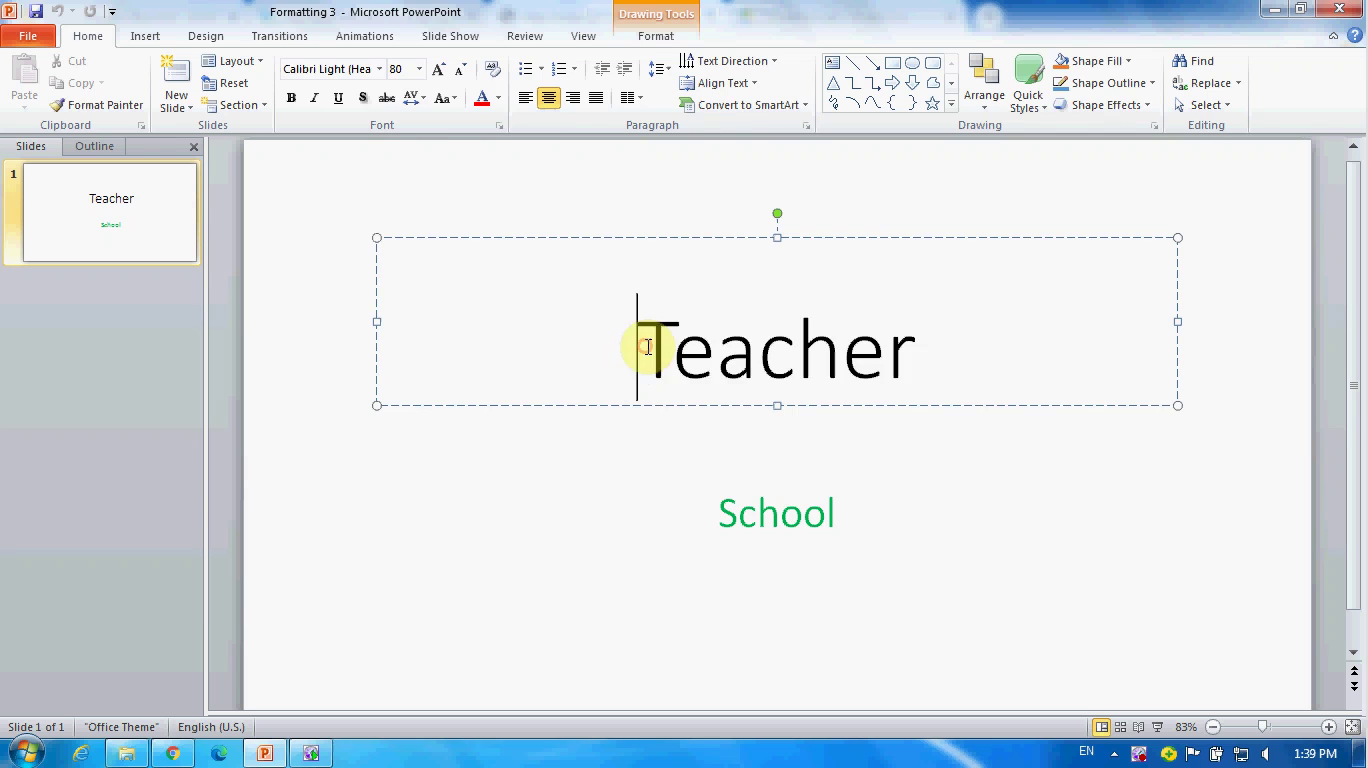 Formatting 3 - Microsoft PowerPoint
Drawing Tools
File Home Insert Design Transitions Animations Slide Show Review View Format
Paste
Cut
Copy
Format Painter
Clipboard
New Slide
Layout
Reset
Section
Slides
Calibri Light (Hea 80
B I U S abc AV Aa A
Font
Text Direction
Align Text
Convert to SmartArt
Paragraph
Arrange
Quick Styles
Shape Fill
Shape Outline
Shape Effects
Drawing
Find
Replace
Select
Editing
Slides Outline
1
Teacher
School
Teacher
School
Slide 1 of 1 "Office Theme" English (U.S.) 83%
EN 1:39 PM